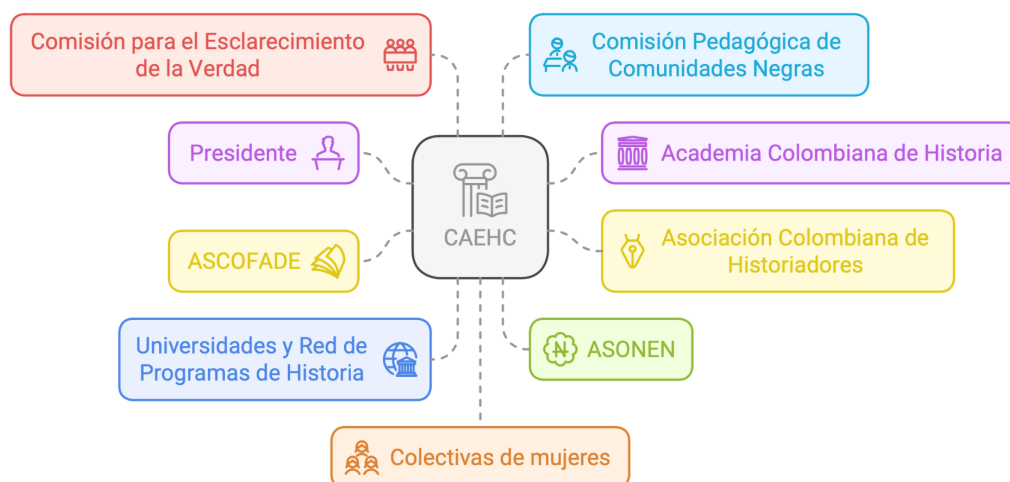 Comisión para el Esclarecimiento
de la Verdad
Comisión Pedagógica de
Comunidades Negras
Presidente
Academia Colombiana de Historia
CAEHC
ASCOFADE
Asociación Colombiana de
Historiadores
Universidades y Red de
Programas de Historia
ASONEN
Colectivas de mujeres